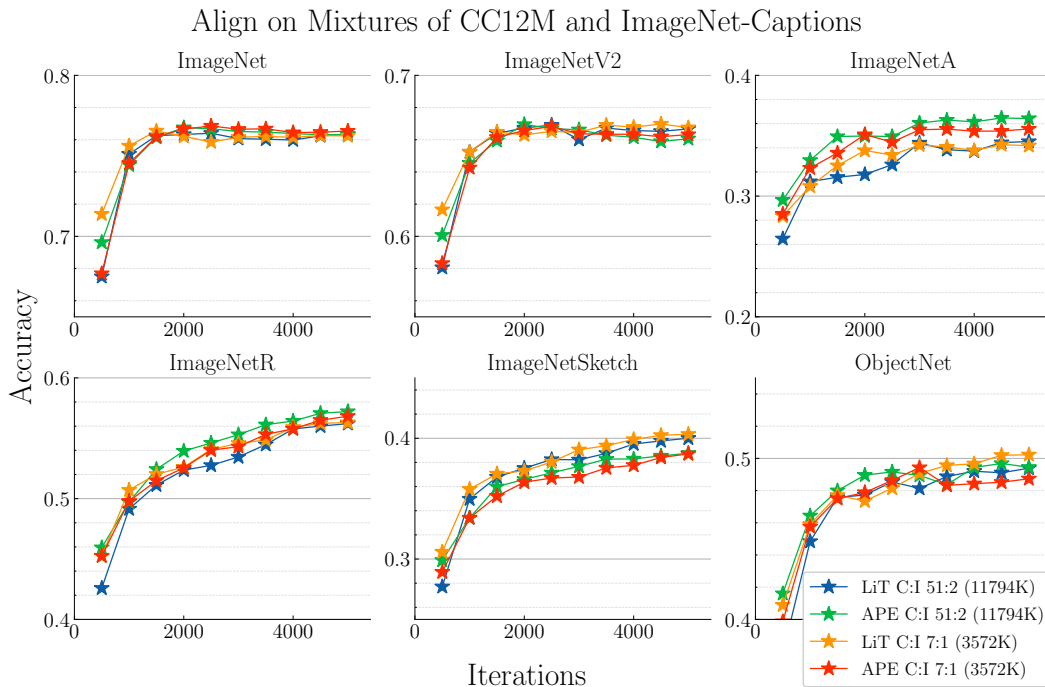 Align on Mixtures of CC12M and ImageNet-Captions
ImageNet
ImageNetV2
ImageNetA
0.8
0.7
0
2000
4000
0.7
0.6
0
2000
4000
0.4
0.3
0.2
0
2000
4000
Accuracy
ImageNetR
ImageNetSketch
ObjectNet
0.6
0.5
0.4
0
2000
4000
0.4
0.3
0
2000
4000
0.5
0.4
0
LiT C:I 51:2 (11794K)
APE C:I 51:2 (11794K)
LiT C:I 7:1 (3572K)
APE C:I 7:1 (3572K)
Iterations